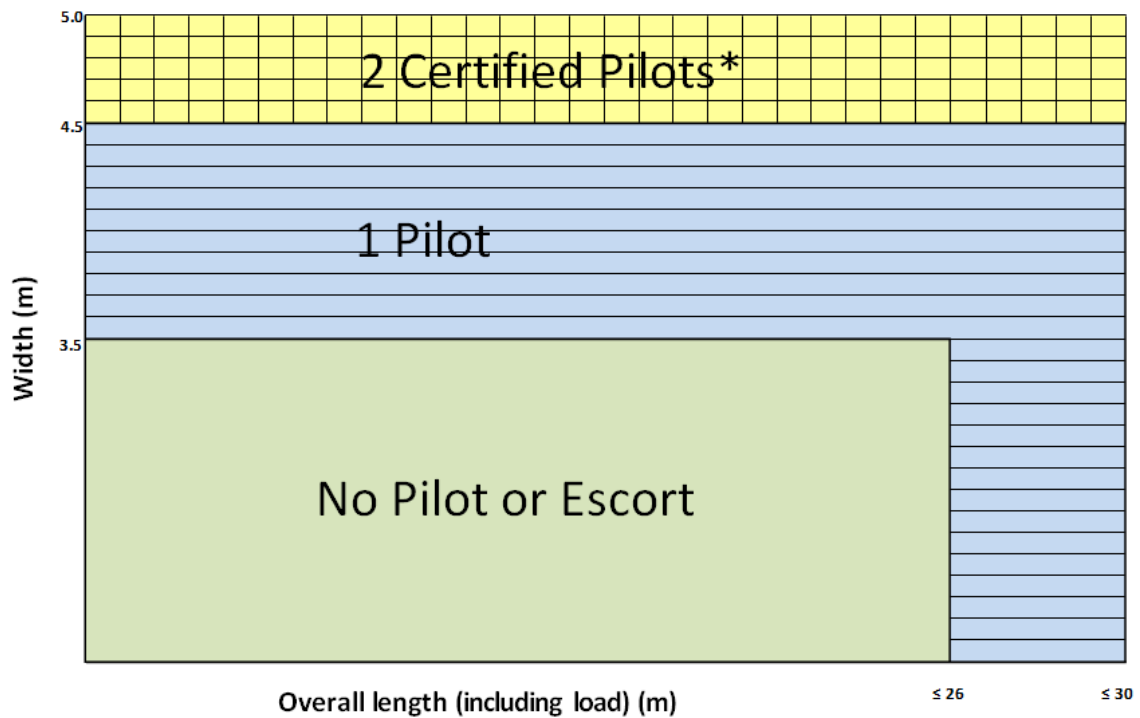 5.0
2 Certified Pilots*
4.5
1 Pilot
Width (m)
3.5
No Pilot or Escort
Overall length (including load) (m)
≤ 26
≤ 30